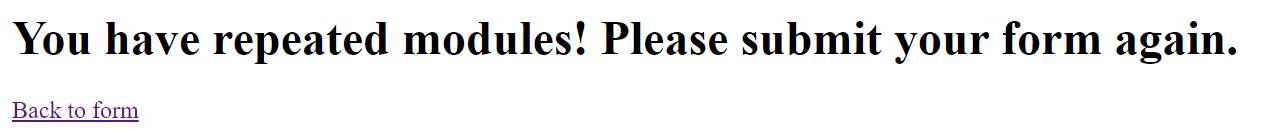 You have repeated modules! Please submit your form again.
Back to form